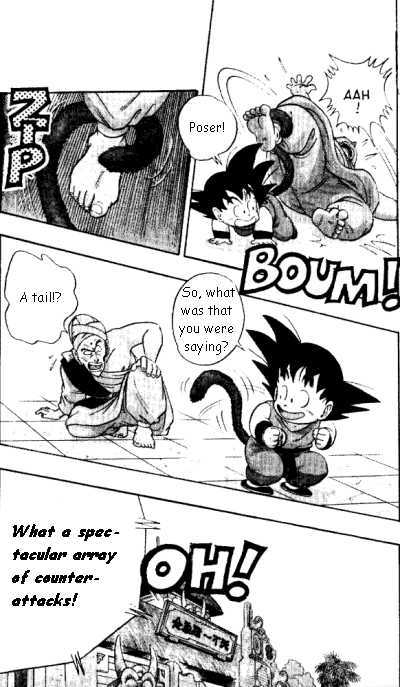 ZIP
Poser!
AAH
!
BOUM!
A tail!?
So, what
was that
you were
saying?
What a spec-
tacular array
of counter-
attacks!
OH!